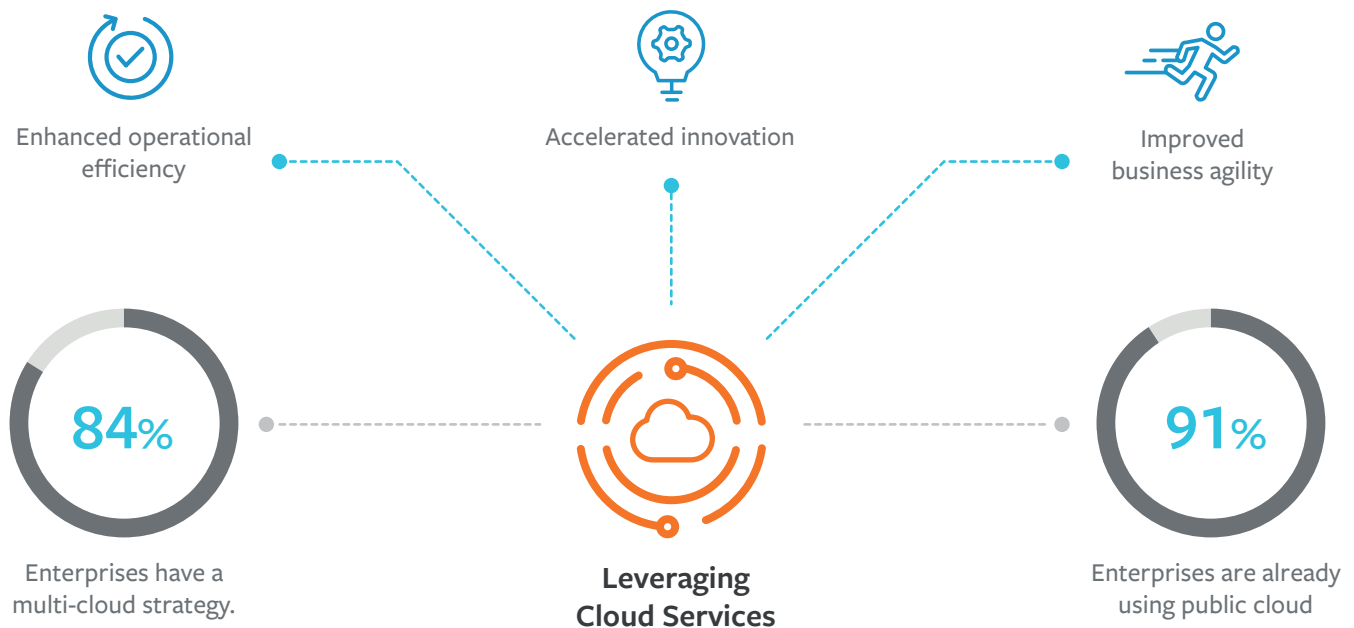 Enhanced operational
efficiency
Accelerated innovation
Improved
business agility
84%
Enterprises have a
multi-cloud strategy.
Leveraging
Cloud Services
91%
Enterprises are already
using public cloud